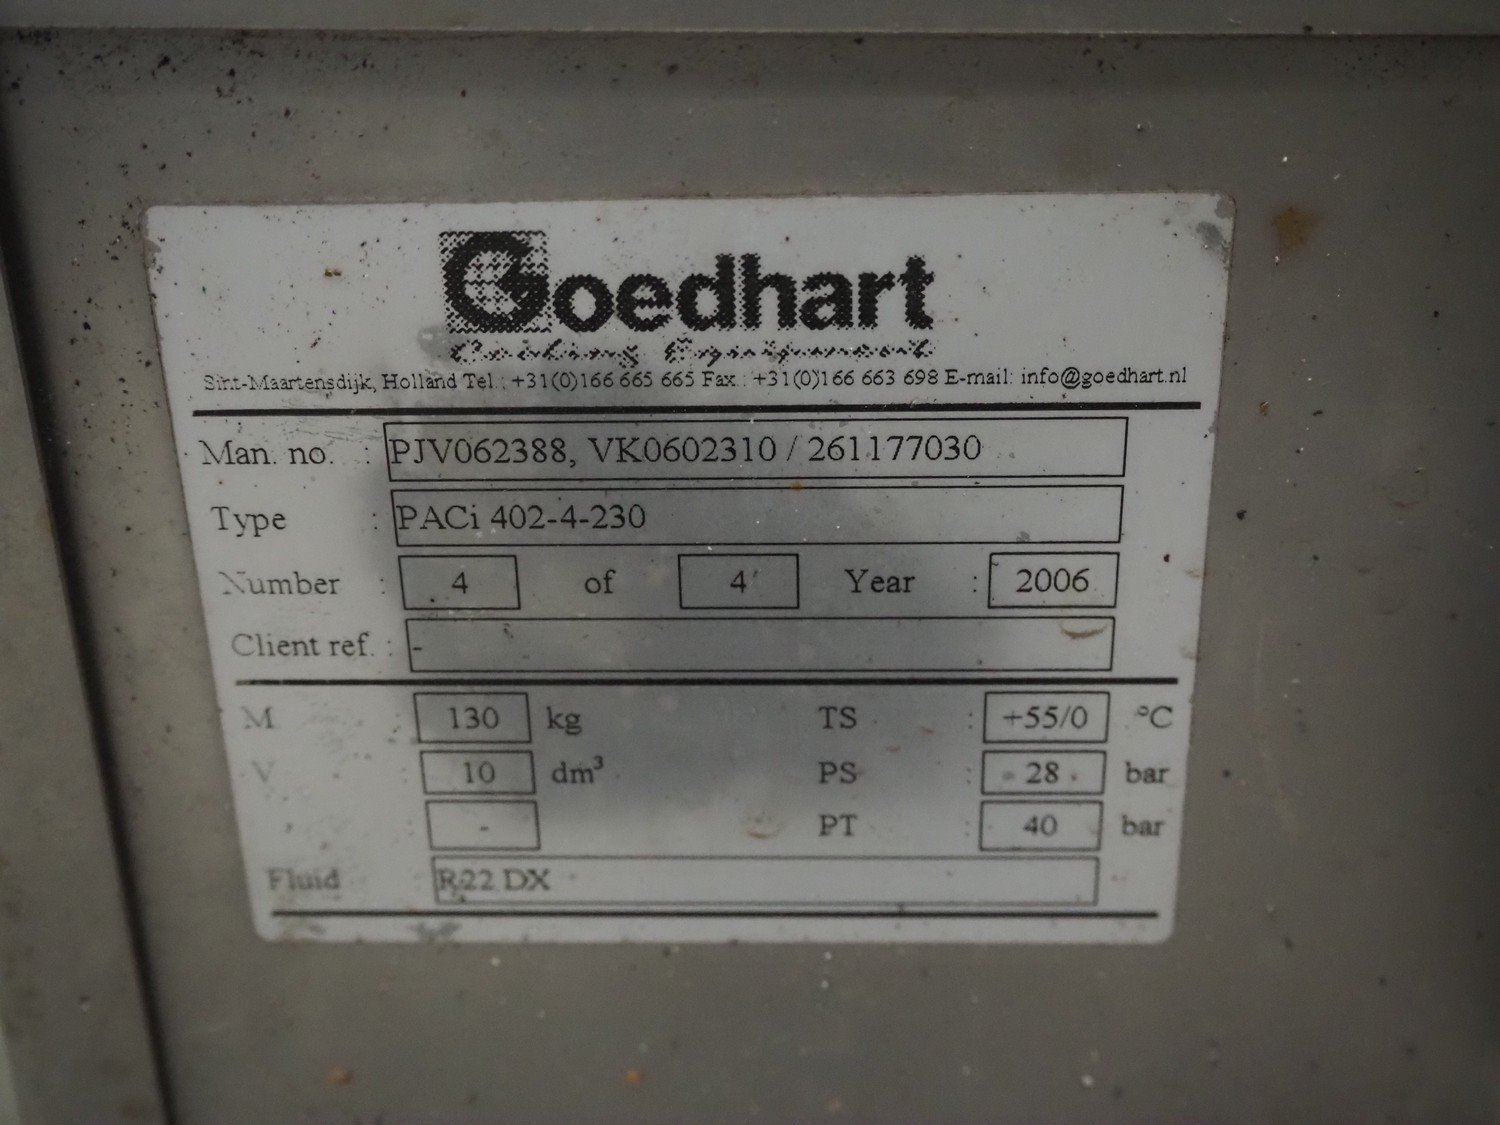 Goedhart
Cooling Equipment
Sint-Maartensdijk, Holland Tel.: +31(0)166 665 665 Fax.: +31(0)166 663 698 E-mail: info@goedhart.nl
Man. no. : PJV062388, VK0602310 / 261177030
Type : PACi 402-4-230
Number : 4 of 4 Year : 2006
Client ref. : -
M : 130 kg TS : +55/0 °C
V : 10 dm³ PS : 28 bar
: - PT : 40 bar
Fluid R22 DX